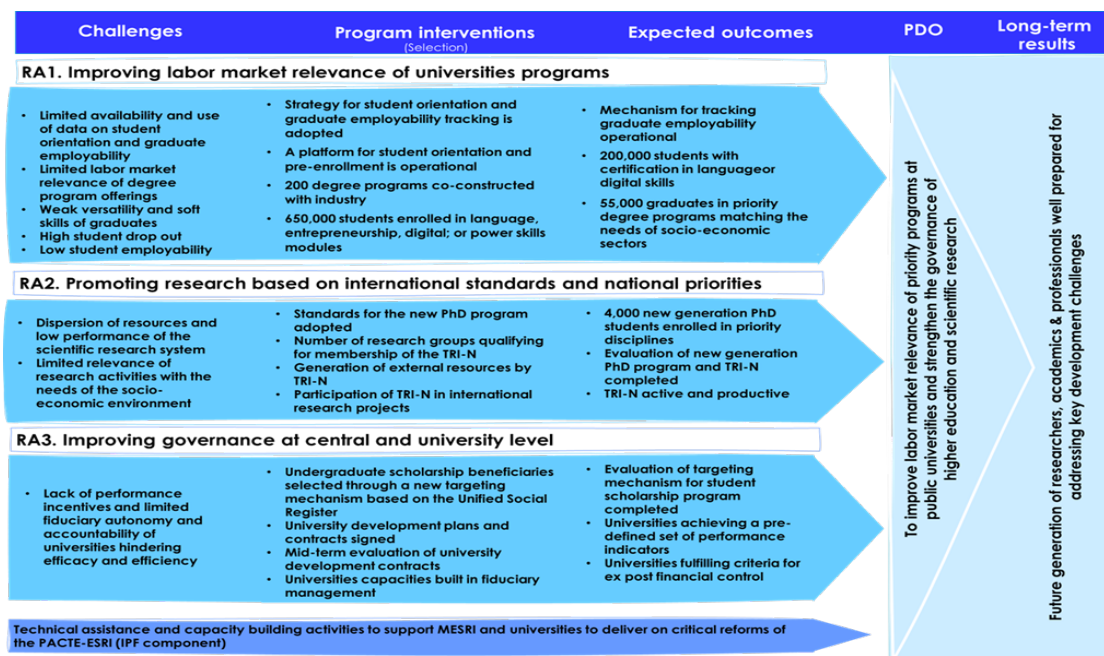 Challenges
Program interventions
(Selection)
Expected outcomes
PDO
Long-term
results
RA1. Improving labor market relevance of universities programs
• Limited availability and use
of data on student
orientation and graduate
employability
• Limited labor market
relevance of degree
program offerings
• Weak versatility and soft
skills of graduates
• High student drop out
• Low student employability
• Strategy for student orientation and
graduate employability tracking is
adopted
• A platform for student orientation and
pre-enrollment is operational
• 200 degree programs co-constructed
with industry
• 650,000 students enrolled in language,
entrepreneurship, digital; or power skills
modules
• Mechanism for tracking
graduate employability
operational
• 200,000 students with
certification in languageor
digital skills
• 55,000 graduates in priority
degree programs matching the
needs of socio-economic
sectors
RA2. Promoting research based on international standards and national priorities
• Dispersion of resources and
low performance of the
scientific research system
• Limited relevance of
research activities with the
needs of the socio-
economic environment
• Standards for the new PhD program
adopted
• Number of research groups qualifying
for membership of the TRI-N
• Generation of external resources by
TRI-N
• Participation of TRI-N in international
research projects
• 4,000 new generation PhD
students enrolled in priority
disciplines
• Evaluation of new generation
PhD program and TRI-N
completed
• TRI-N active and productive
RA3. Improving governance at central and university level
• Lack of performance
incentives and limited
fiduciary autonomy and
accountability of
universities hindering
efficacy and efficiency
• Undergraduate scholarship beneficiaries
selected through a new targeting
mechanism based on the Unified Social
Register
• University development plans and
contracts signed
• Mid-term evaluation of university
development contracts
• Universities capacities built in fiduciary
management
• Evaluation of targeting
mechanism for student
scholarship program
completed
• Universities achieving a pre-
defined set of performance
indicators
• Universities fulfilling criteria for
ex post financial control
Technical assistance and capacity building activities to support MESRI and universities to deliver on critical reforms of
the PACTE-ESRI (IPF component)
To improve labor market relevance of priority programs at
public universities and strengthen the governance of
higher education and scientific research
Future generation of researchers, academics & professionals well prepared for
addressing key development challenges